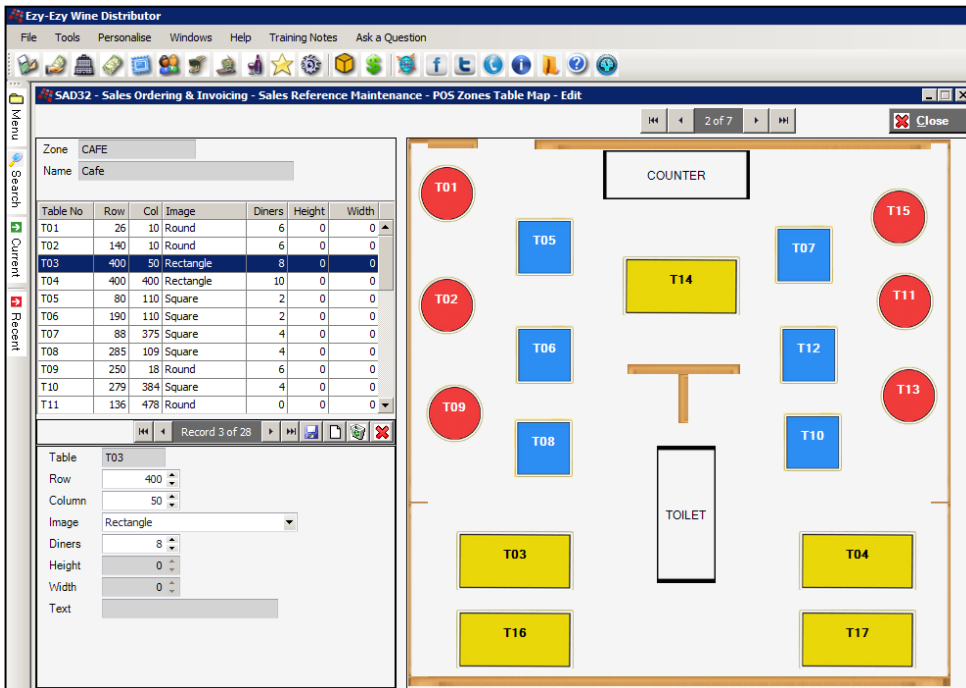 Ezy-Ezy Wine Distributor
File Tools Personalise Windows Help Training Notes Ask a Question
SAD32 - Sales Ordering & Invoicing - Sales Reference Maintenance - POS Zones Table Map - Edit
2 of 7 Close
Menu
Search
Current
Recent
Zone CAFE
Name Cafe
Table No Row Col Image Diners Height Width
T01 26 10 Round 6 0 0
T02 140 10 Round 6 0 0
T03 400 50 Rectangle 8 0 0
T04 400 400 Rectangle 10 0 0
T05 80 110 Square 2 0 0
T06 190 110 Square 2 0 0
T07 88 375 Square 4 0 0
T08 285 109 Square 4 0 0
T09 250 18 Round 6 0 0
T10 279 384 Square 4 0 0
T11 136 478 Round 0 0 0
Record 3 of 28
Table T03
Row 400
Column 50
Image Rectangle
Diners 8
Height 0
Width 0
Text
COUNTER
T01
T15
T05
T07
T14
T02
T11
T06
T12
T13
T09
T08
T10
TOILET
T03
T04
T16
T17